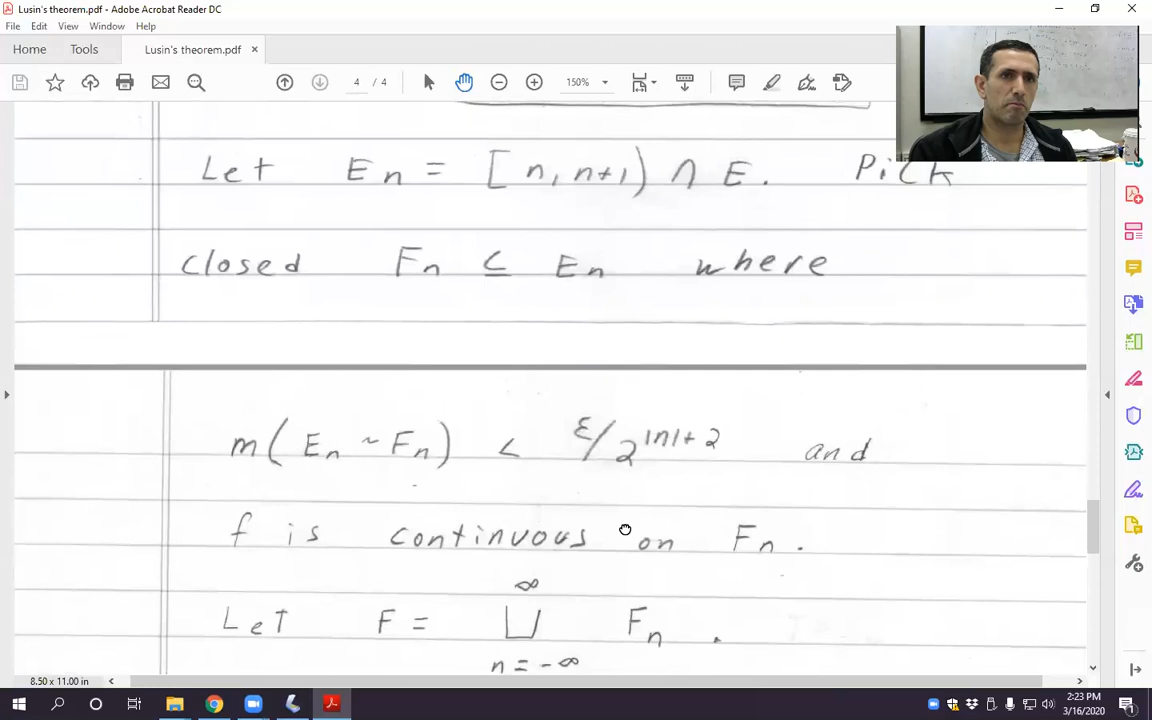 Lusin's theorem.pdf - Adobe Acrobat Reader DC
File Edit View Window Help
Home Tools Lusin's theorem.pdf ×
4 / 4 150%
Let En = [n, n+1) ∩ E. Pick
closed Fn ⊆ En where
m(En ~ Fn) < ε/2^|n|+2 and
f is continuous on Fn.
Let F = ∞
⊔ Fn.
n = -∞
8.50 x 11.00 in
2:23 PM
3/16/2020